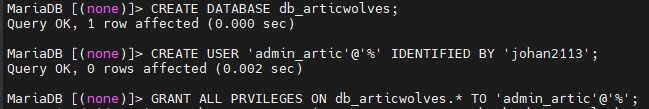 MariaDB [(none)]> CREATE DATABASE db_articwolves;
Query OK, 1 row affected (0.000 sec)
MariaDB [(none)]> CREATE USER 'admin_artic'@'%' IDENTIFIED BY 'johan2113';
Query OK, 0 rows affected (0.002 sec)
MariaDB [(none)]> GRANT ALL PRVILEGES ON db_articwolves.* TO 'admin_artic'@'%';